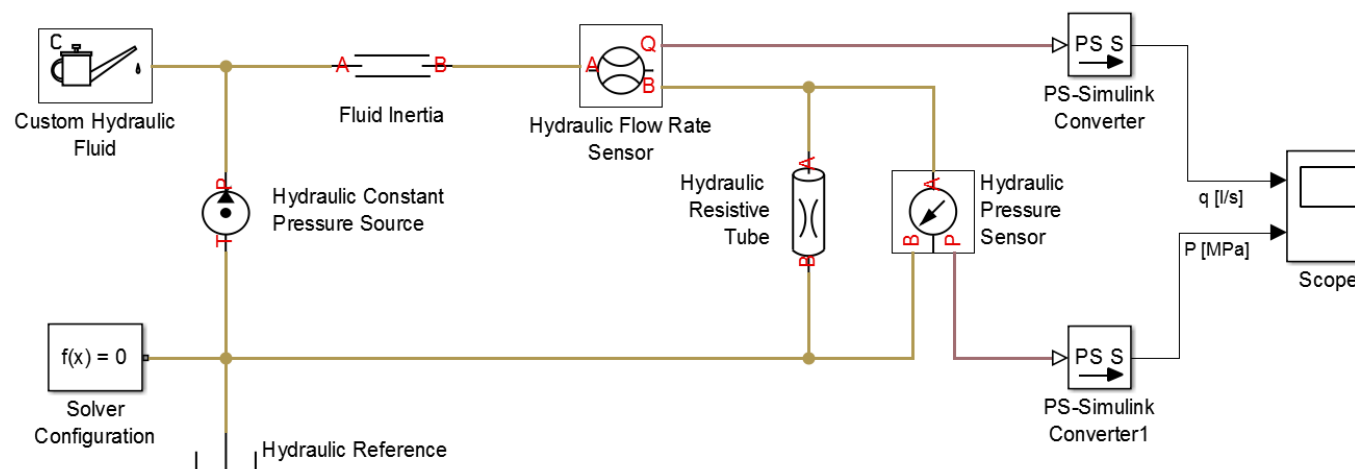 C
Custom Hydraulic
Fluid
A
B
Fluid Inertia
A
Q
B
Hydraulic Flow Rate
Sensor
PS S
PS-Simulink
Converter
P
T
Hydraulic Constant
Pressure Source
A
B
Hydraulic
Resistive
Tube
A
B
P
Hydraulic
Pressure
Sensor
q [l/s]
P [MPa]
Scope
f(x) = 0
Solver
Configuration
PS S
PS-Simulink
Converter1
Hydraulic Reference